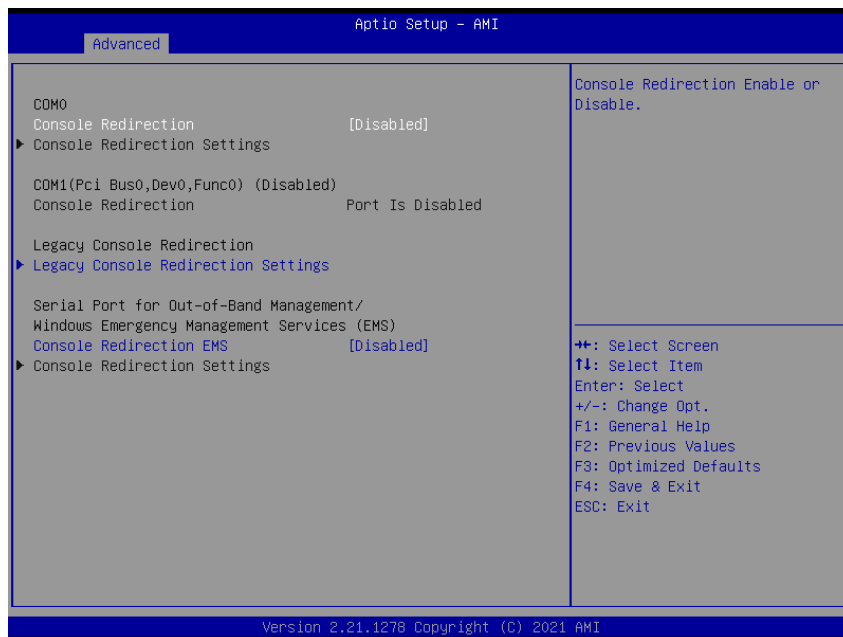 Aptio Setup - AMI
Advanced
COM0
Console Redirection [Disabled]
▶ Console Redirection Settings
COM1(Pci Bus0,Dev0,Func0) (Disabled)
Console Redirection Port Is Disabled
Legacy Console Redirection
▶ Legacy Console Redirection Settings
Serial Port for Out-of-Band Management/
Windows Emergency Management Services (EMS)
Console Redirection EMS [Disabled]
▶ Console Redirection Settings
Console Redirection Enable or
Disable.
→←: Select Screen
↑↓: Select Item
Enter: Select
+/-: Change Opt.
F1: General Help
F2: Previous Values
F3: Optimized Defaults
F4: Save & Exit
ESC: Exit
Version 2.21.1278 Copyright (C) 2021 AMI